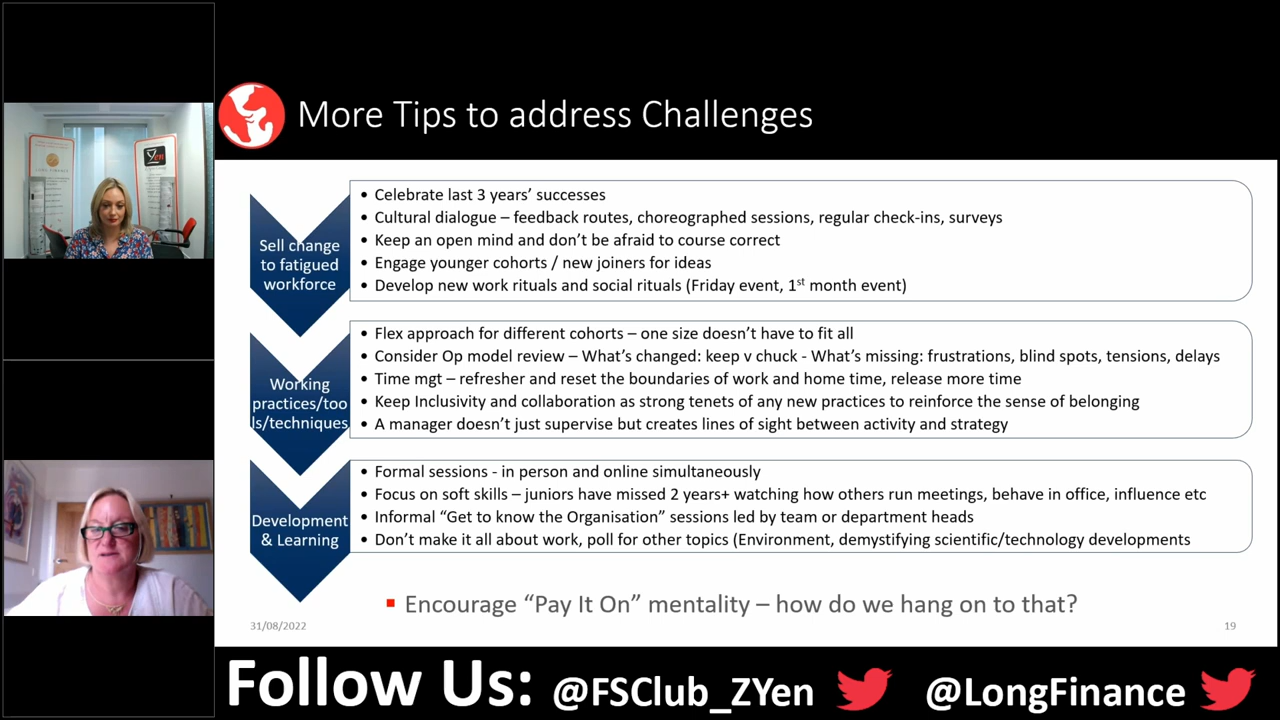 More Tips to address Challenges
Sell change
to fatigued
workforce
• Celebrate last 3 years’ successes
• Cultural dialogue – feedback routes, choreographed sessions, regular check-ins, surveys
• Keep an open mind and don’t be afraid to course correct
• Engage younger cohorts / new joiners for ideas
• Develop new work rituals and social rituals (Friday event, 1st month event)
Working
practices/too
ls/techniques
• Flex approach for different cohorts – one size doesn’t have to fit all
• Consider Op model review – What’s changed: keep v chuck - What’s missing: frustrations, blind spots, tensions, delays
• Time mgt – refresher and reset the boundaries of work and home time, release more time
• Keep Inclusivity and collaboration as strong tenets of any new practices to reinforce the sense of belonging
• A manager doesn’t just supervise but creates lines of sight between activity and strategy
Development
& Learning
• Formal sessions - in person and online simultaneously
• Focus on soft skills – juniors have missed 2 years+ watching how others run meetings, behave in office, influence etc
• Informal “Get to know the Organisation” sessions led by team or department heads
• Don’t make it all about work, poll for other topics (Environment, demystifying scientific/technology developments
▪ Encourage “Pay It On” mentality – how do we hang on to that?
31/08/2022
19
Follow Us: @FSClub_ZYen @LongFinance